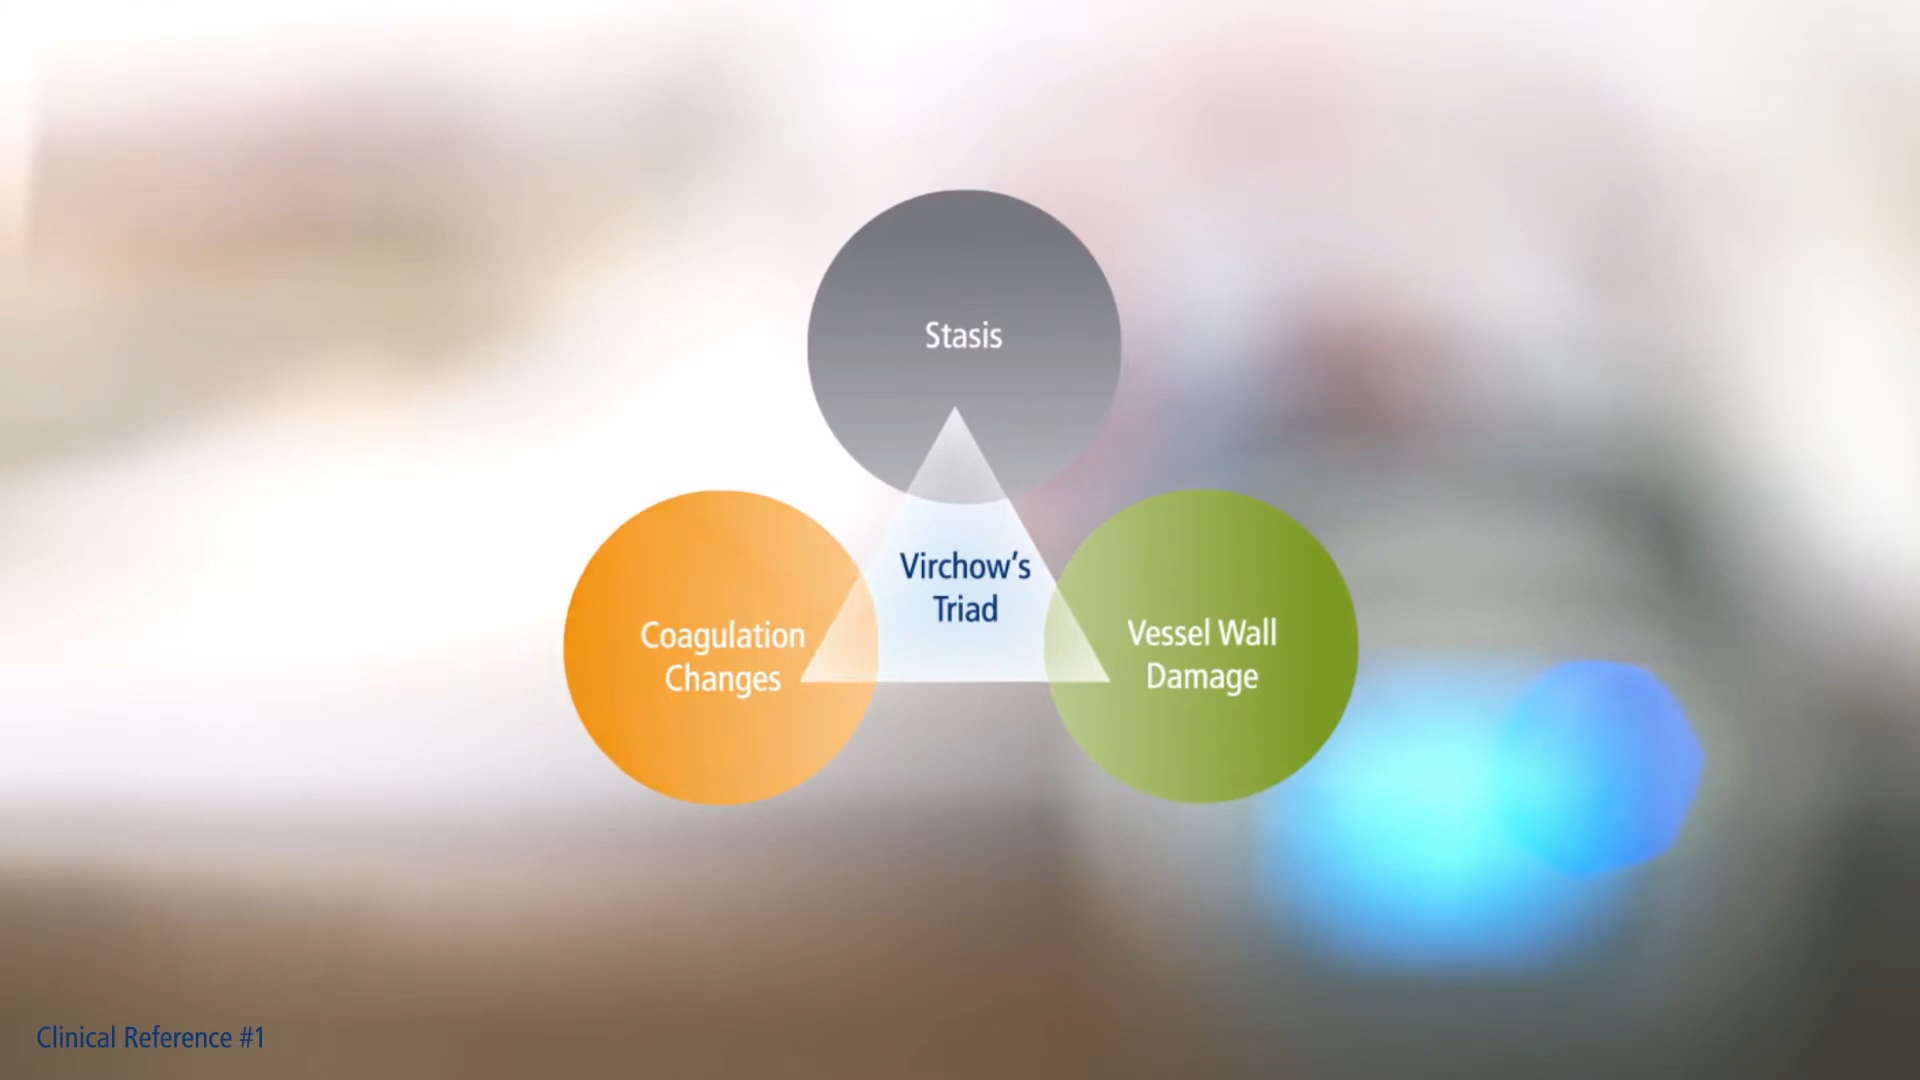 Stasis
Virchow’s
Triad
Coagulation
Changes
Vessel Wall
Damage
Clinical Reference #1